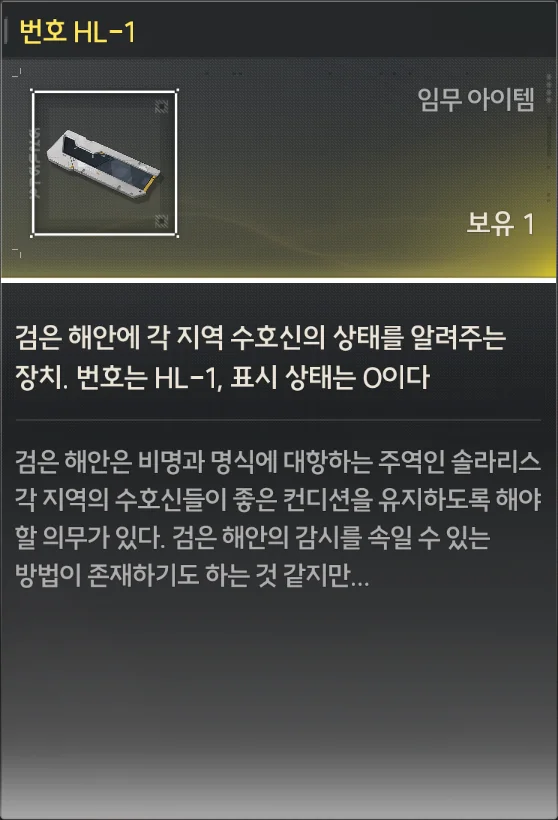 번호 HL-1
임무 아이템
보유 1
검은 해안에 각 지역 수호신의 상태를 알려주는
장치. 번호는 HL-1, 표시 상태는 O이다
검은 해안은 비명과 명식에 대항하는 주역인 솔라리스
각 지역의 수호신들이 좋은 컨디션을 유지하도록 해야
할 의무가 있다. 검은 해안의 감시를 속일 수 있는
방법이 존재하기도 하는 것 같지만...